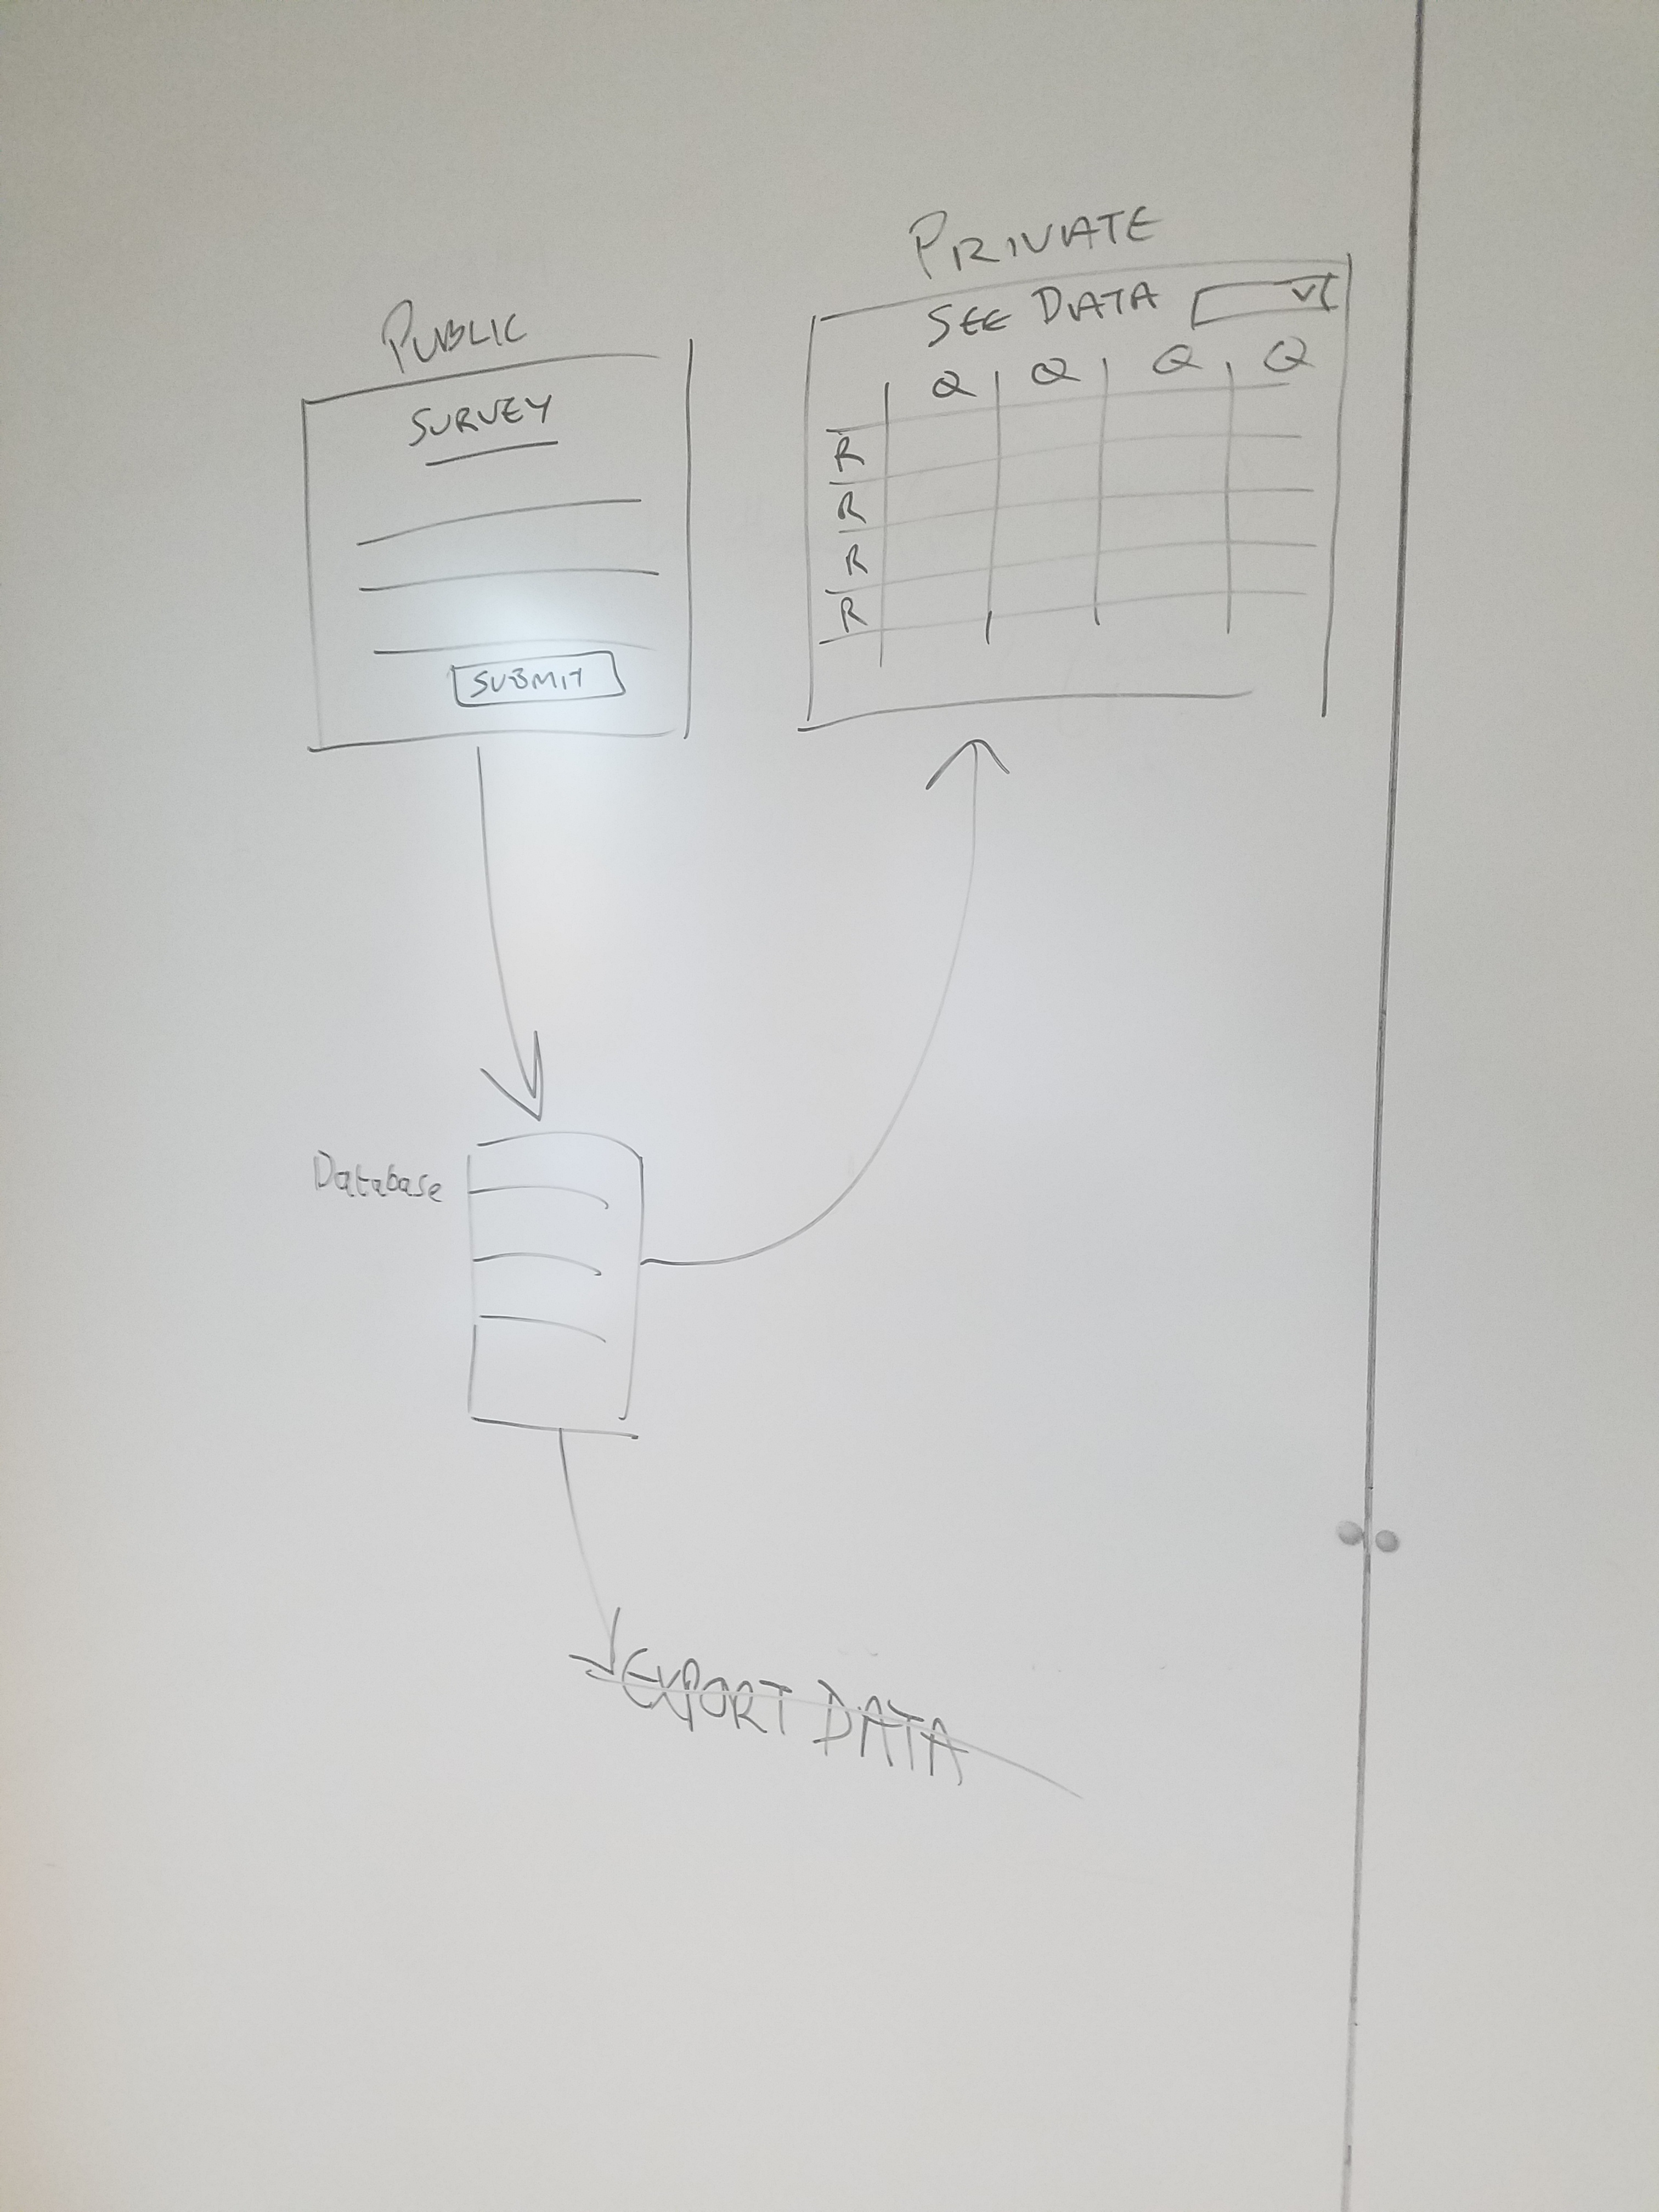 PUBLIC
SURVEY
SUBMIT
PRIVATE
SEE DATA
Q Q Q Q
R
R
R
R
Database
EXPORT DATA